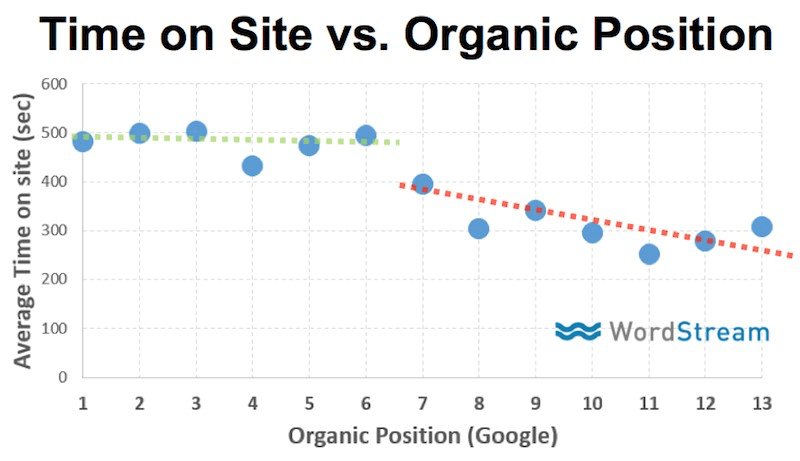 Time on Site vs. Organic Position
Average Time on site (sec)
600
500
400
300
200
100
0
WordStream
1 2 3 4 5 6 7 8 9 10 11 12 13
Organic Position (Google)